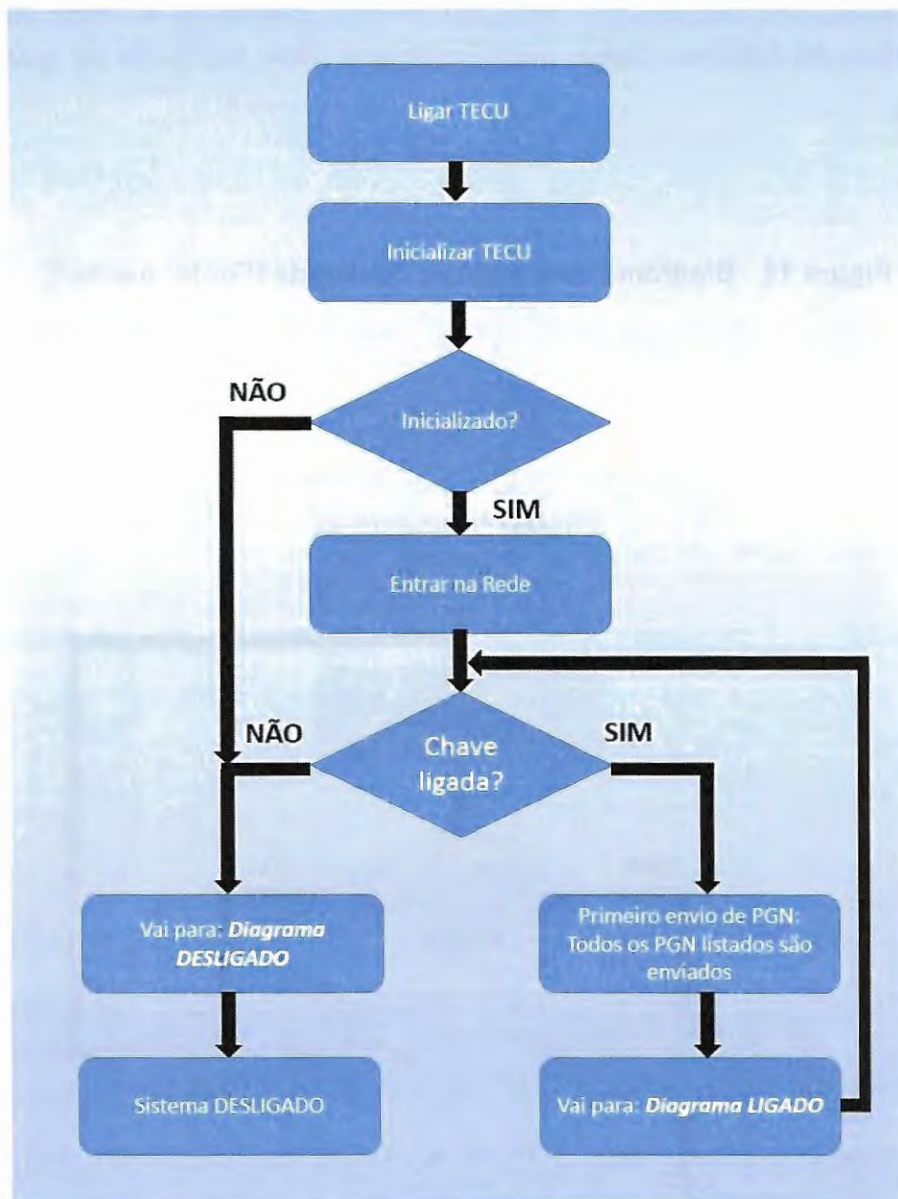 Ligar TECU
Inicializar TECU
NÃO
Inicializado?
SIM
Entrar na Rede
NÃO
Chave
ligada?
SIM
Vai para: Diagrama
DESLIGADO
Primeiro envio de PGN:
Todos os PGN listados são
enviados
Sistema DESLIGADO
Vai para: Diagrama LIGADO